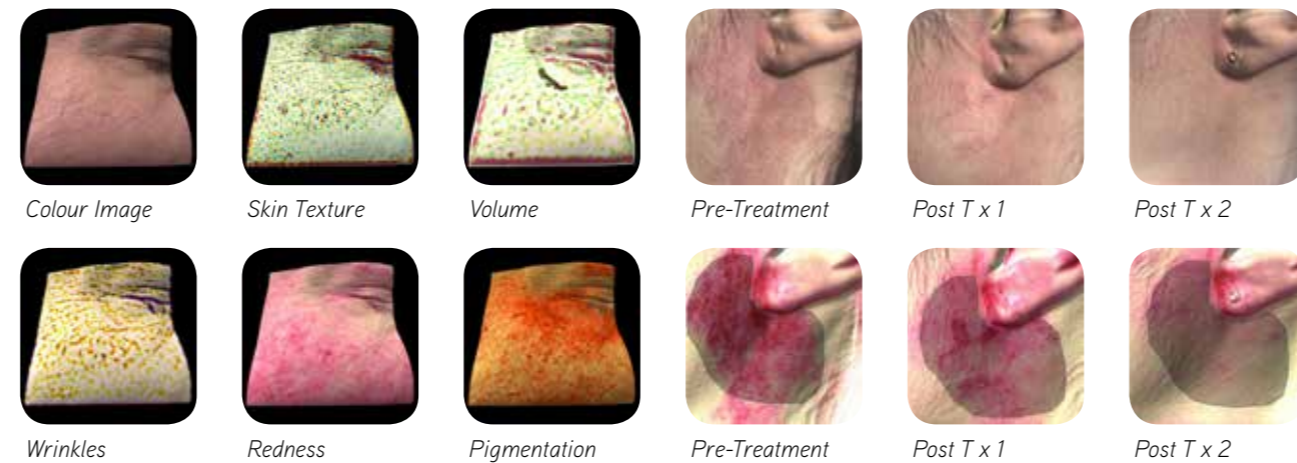 Colour Image
Skin Texture
Volume
Pre-Treatment
Post T x 1
Post T x 2
Wrinkles
Redness
Pigmentation
Pre-Treatment
Post T x 1
Post T x 2